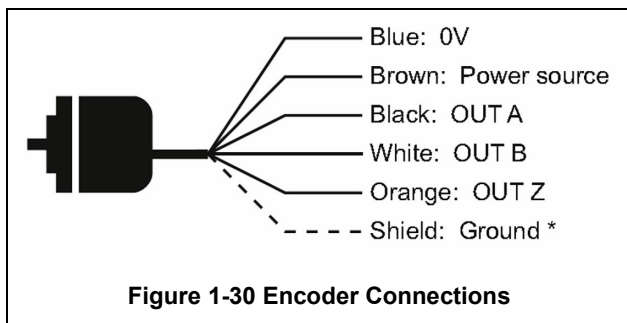 Blue: 0V
Brown: Power source
Black: OUT A
White: OUT B
Orange: OUT Z
Shield: Ground *
Figure 1-30 Encoder Connections